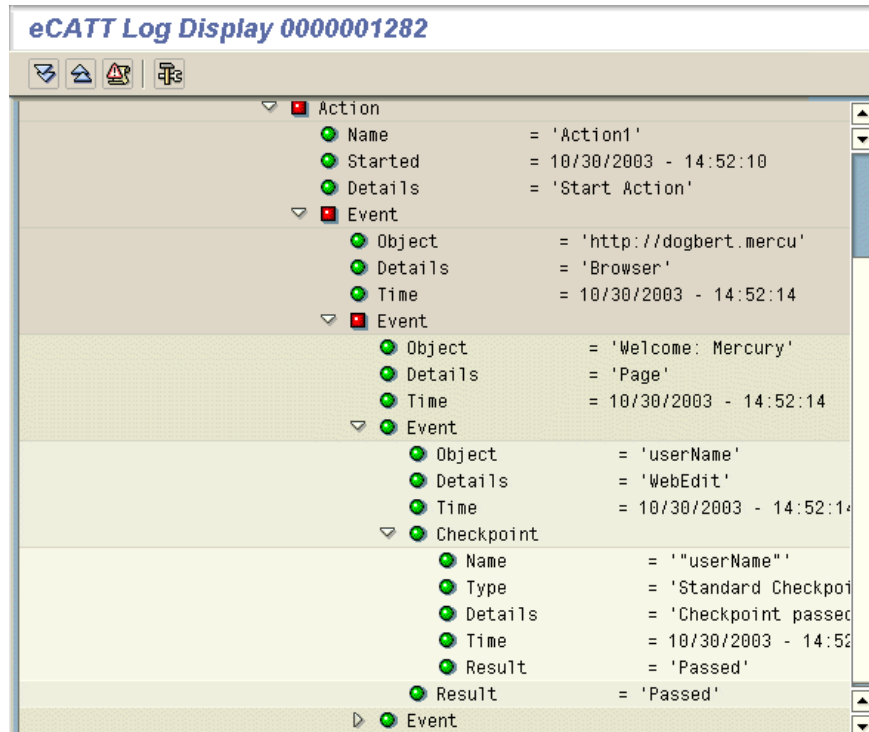 eCATT Log Display 0000001282
Action
Name = 'Action1'
Started = 10/30/2003 - 14:52:10
Details = 'Start Action'
Event
Object = 'http://dogbert.mercu'
Details = 'Browser'
Time = 10/30/2003 - 14:52:14
Event
Object = 'Welcome: Mercury'
Details = 'Page'
Time = 10/30/2003 - 14:52:14
Event
Object = 'userName'
Details = 'WebEdit'
Time = 10/30/2003 - 14:52:14
Checkpoint
Name = '"userName"'
Type = 'Standard Checkpoi
Details = 'Checkpoint passed
Time = 10/30/2003 - 14:52
Result = 'Passed'
Result = 'Passed'
Event